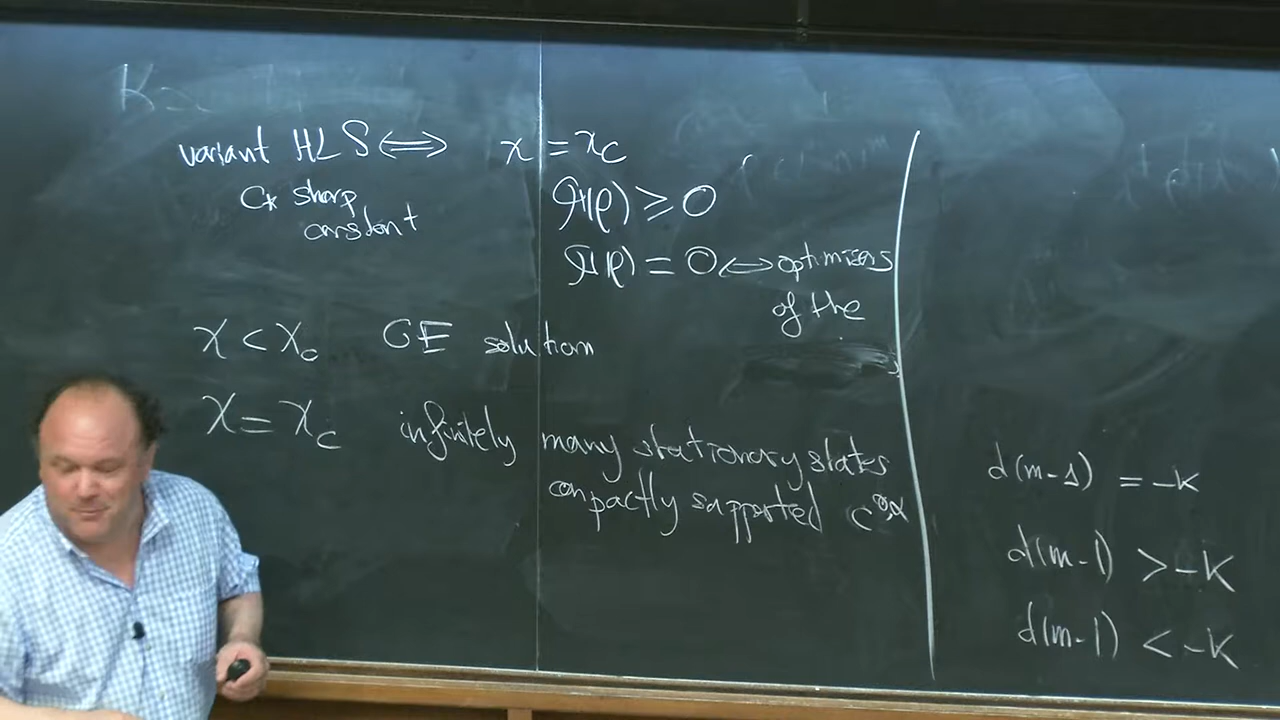 variant HLS ⟺ χ = χc
C* sharp
constant
𝓕(ρ) ⩾ 0
𝓕(ρ) = 0 ⟺ optimisers
of the
χ < χc GE solution
χ = χc infinitely many stationary states
compactly supported C^{0,α}
d(m-1) = -k
d(m-1) > -k
d(m-1) < -k